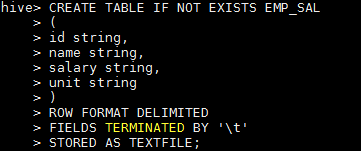 hive> CREATE TABLE IF NOT EXISTS EMP_SAL
> (
> id string,
> name string,
> salary string,
> unit string
> )
> ROW FORMAT DELIMITED
> FIELDS TERMINATED BY '\t'
> STORED AS TEXTFILE;